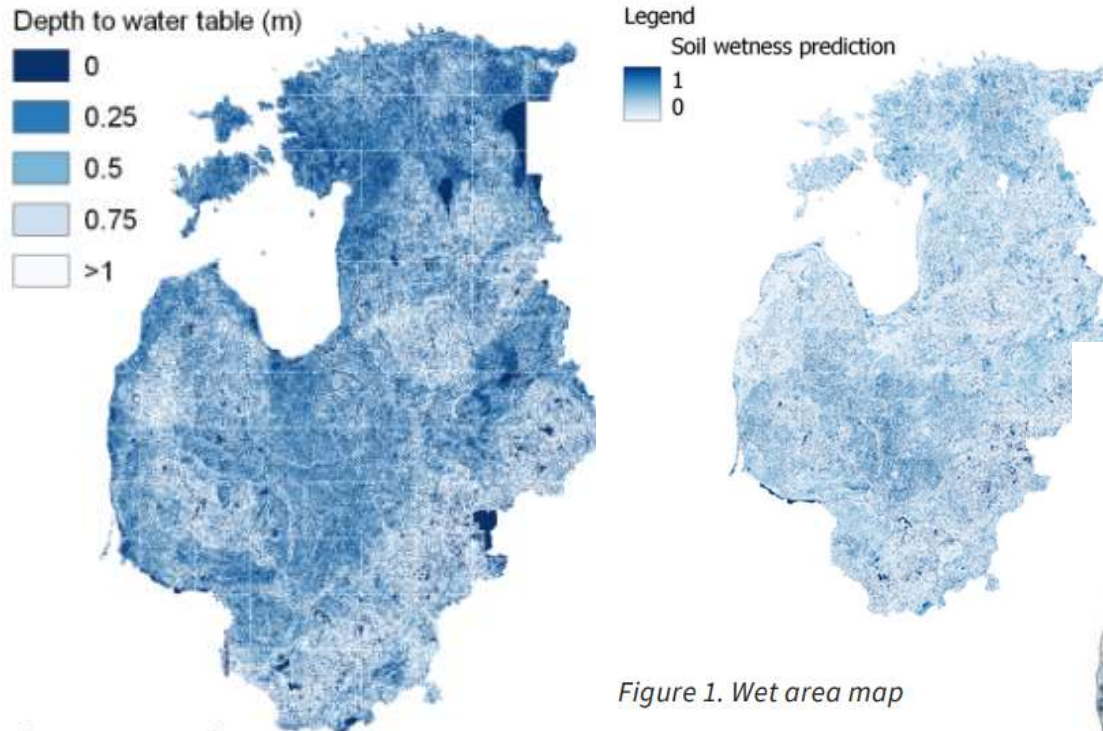 Depth to water table (m)
0
0.25
0.5
0.75
>1
Legend
Soil wetness prediction
1
0
Figure 1. Wet area map